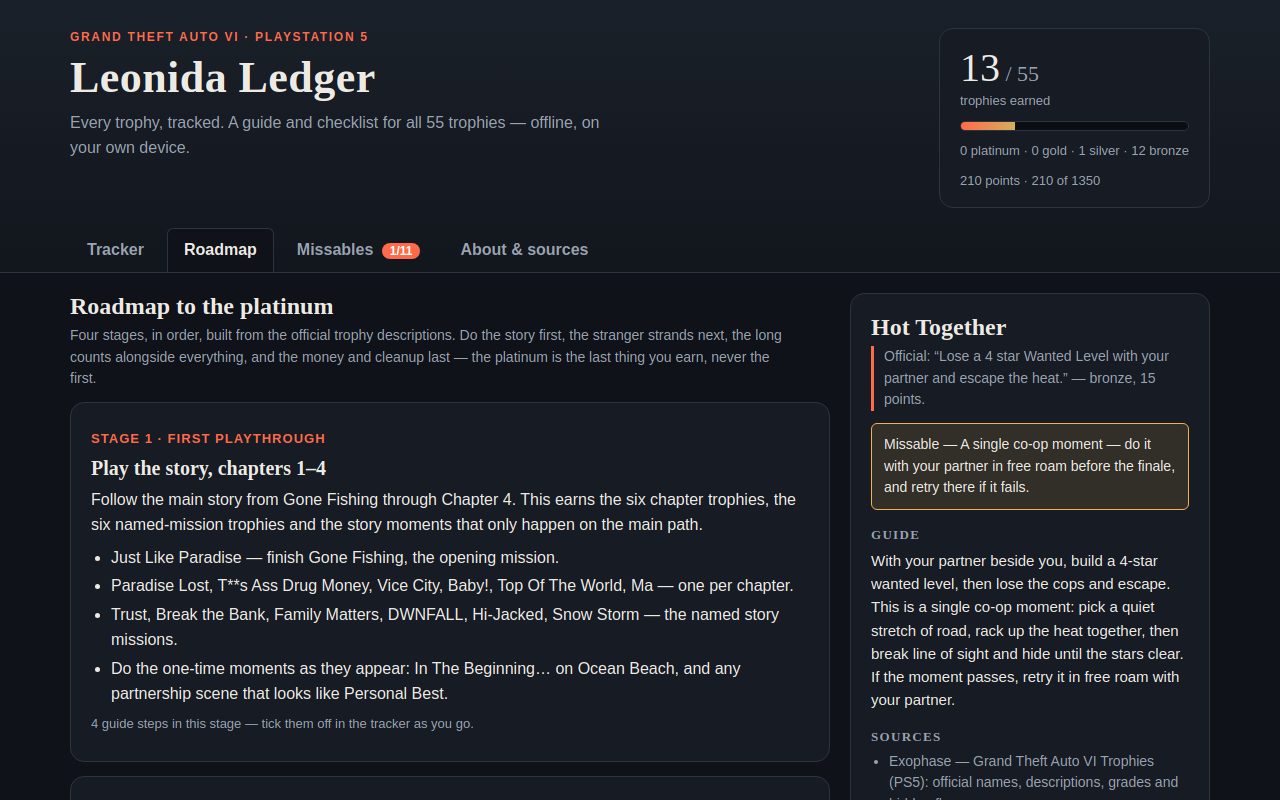 GRAND THEFT AUTO VI · PLAYSTATION 5
Leonida Ledger
Every trophy, tracked. A guide and checklist for all 55 trophies — offline, on
your own device.
13 / 55
trophies earned
0 platinum · 0 gold · 1 silver · 12 bronze
210 points · 210 of 1350
Tracker
Roadmap
Missables 1/11
About & sources
Roadmap to the platinum
Four stages, in order, built from the official trophy descriptions. Do the story first, the stranger strands next, the long
counts alongside everything, and the money and cleanup last — the platinum is the last thing you earn, never the
first.
STAGE 1 · FIRST PLAYTHROUGH
Play the story, chapters 1–4
Follow the main story from Gone Fishing through Chapter 4. This earns the six chapter trophies, the
six named-mission trophies and the story moments that only happen on the main path.
• Just Like Paradise — finish Gone Fishing, the opening mission.
• Paradise Lost, T**s Ass Drug Money, Vice City, Baby!, Top Of The World, Ma — one per chapter.
• Trust, Break the Bank, Family Matters, DWNFALL, Hi-Jacked, Snow Storm — the named story
missions.
• Do the one-time moments as they appear: In The Beginning… on Ocean Beach, and any
partnership scene that looks like Personal Best.
4 guide steps in this stage — tick them off in the tracker as you go.
Hot Together
Official: “Lose a 4 star Wanted Level with your
partner and escape the heat.” — bronze, 15
points.
Missable — A single co-op moment — do it
with your partner in free roam before the finale,
and retry there if it fails.
GUIDE
With your partner beside you, build a 4-star
wanted level, then lose the cops and escape.
This is a single co-op moment: pick a quiet
stretch of road, rack up the heat together, then
break line of sight and hide until the stars clear.
If the moment passes, retry it in free roam with
your partner.
SOURCES
• Exophase — Grand Theft Auto VI Trophies
(PS5): official names, descriptions, grades and